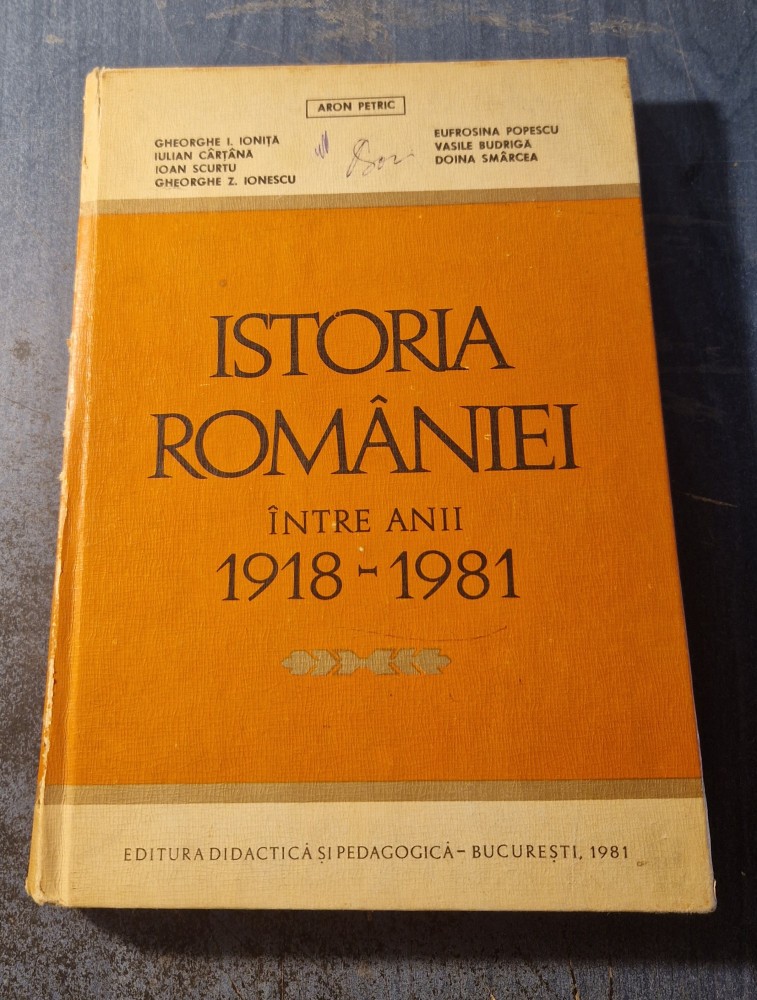 ARON PETRIC
GHEORGHE I. IONIȚĂ
IULIAN CÂRȚÂNĂ
IOAN SCURTU
GHEORGHE Z. IONESCU
EUFROSINA POPESCU
VASILE BUDRIGĂ
DOINA SMÂRCEA
ISTORIA
ROMÂNIEI
ÎNTRE ANII
1918-1981
EDITURA DIDACTICĂ ȘI PEDAGOGICĂ – BUCUREȘTI, 1981